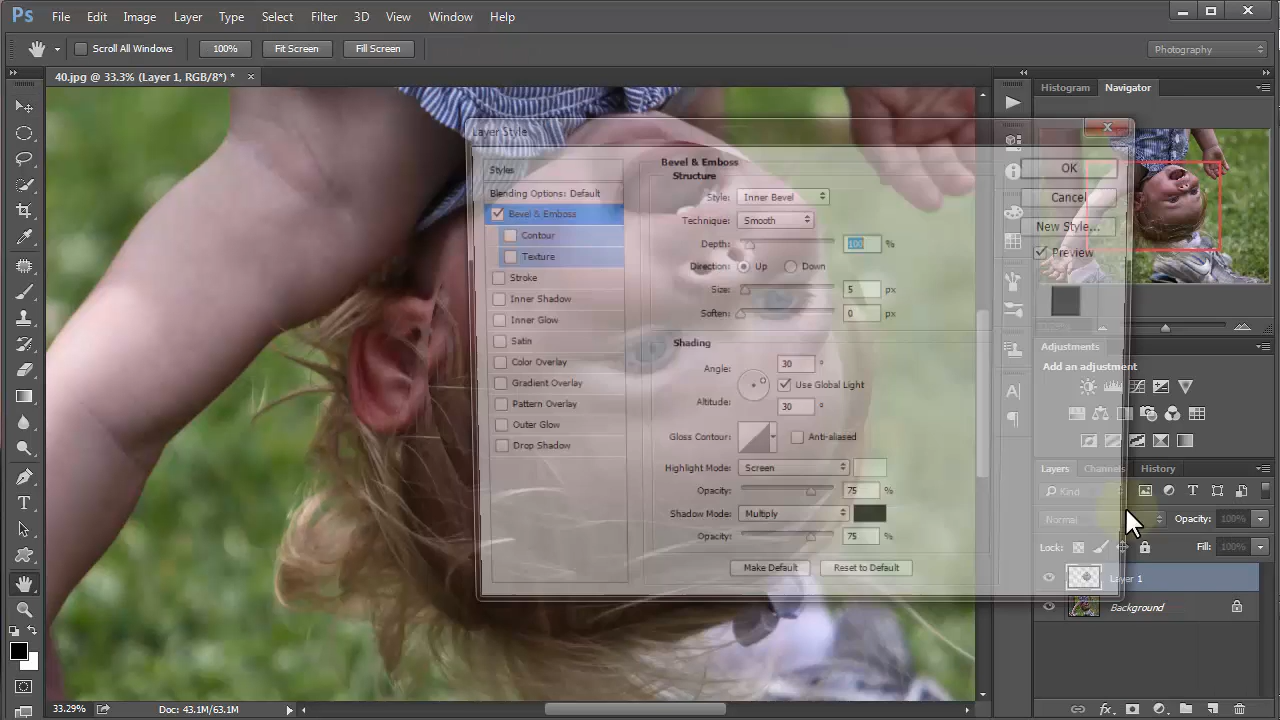 Ps File Edit Image Layer Type Select Filter 3D View Window Help
Scroll All Windows 100% Fit Screen Fill Screen Photography
40.jpg @ 33.3% (Layer 1, RGB/8*) *
Histogram Navigator
Layer Style
Styles
Blending Options: Default
Bevel & Emboss
Contour
Texture
Stroke
Inner Shadow
Inner Glow
Satin
Color Overlay
Gradient Overlay
Pattern Overlay
Outer Glow
Drop Shadow
Bevel & Emboss
Structure
Style: Inner Bevel
Technique: Smooth
Depth: 100 %
Direction: Up Down
Size: 5 px
Soften: 0 px
Shading
Angle: 30 °
Use Global Light
Altitude: 30 °
Gloss Contour: Anti-aliased
Highlight Mode: Screen
Opacity: 75 %
Shadow Mode: Multiply
Opacity: 75 %
Make Default Reset to Default
OK
Cancel
New Style...
Preview
Adjustments
Add an adjustment
Layers Channels History
Kind
Normal Opacity: 100%
Lock: Fill: 100%
Layer 1
Background
33.29% Doc: 43.1M/63.1M